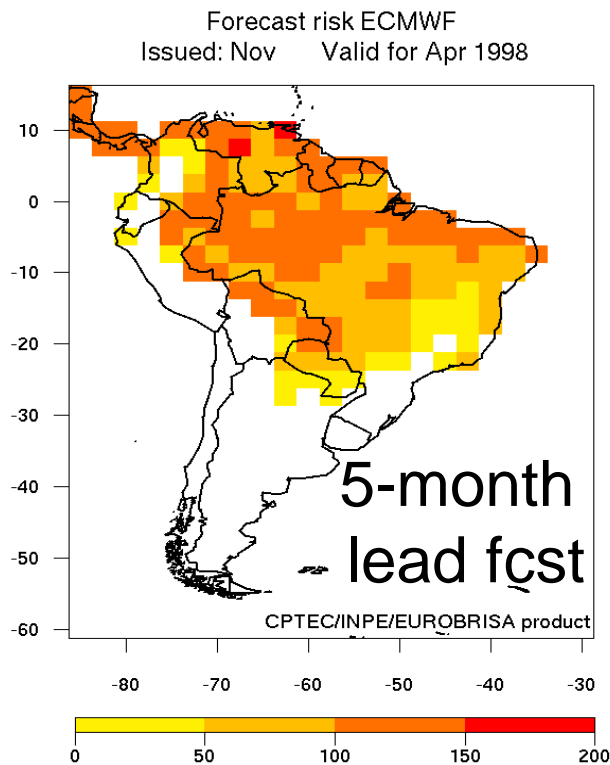 Forecast risk ECMWF
Issued: Nov Valid for Apr 1998
10
0
-10
-20
-30
-40
-50
-60
5-month
lead fcst
CPTEC/INPE/EUROBRISA product
-80 -70 -60 -50 -40 -30
0 50 100 150 200